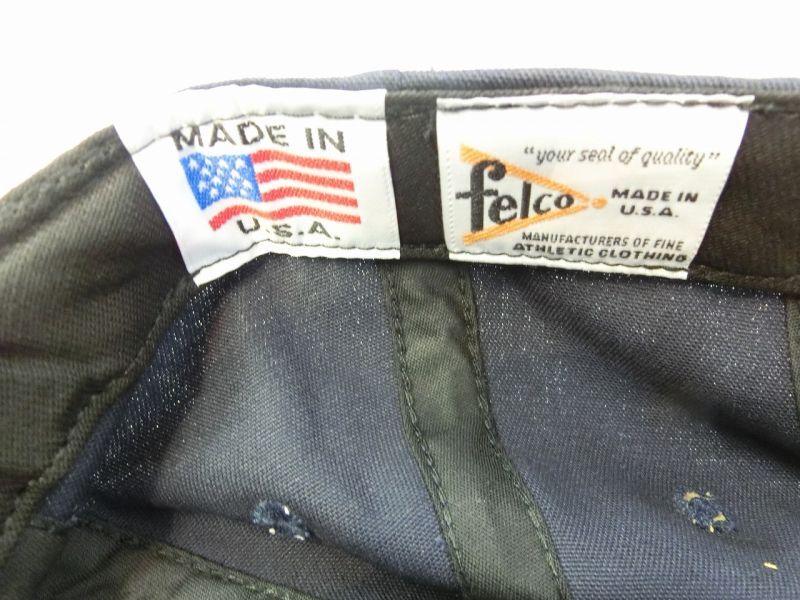 MADE IN
U.S.A.
"your seal of quality"
felco
MADE IN
U.S.A.
MANUFACTURERS OF FINE
ATHLETIC CLOTHING